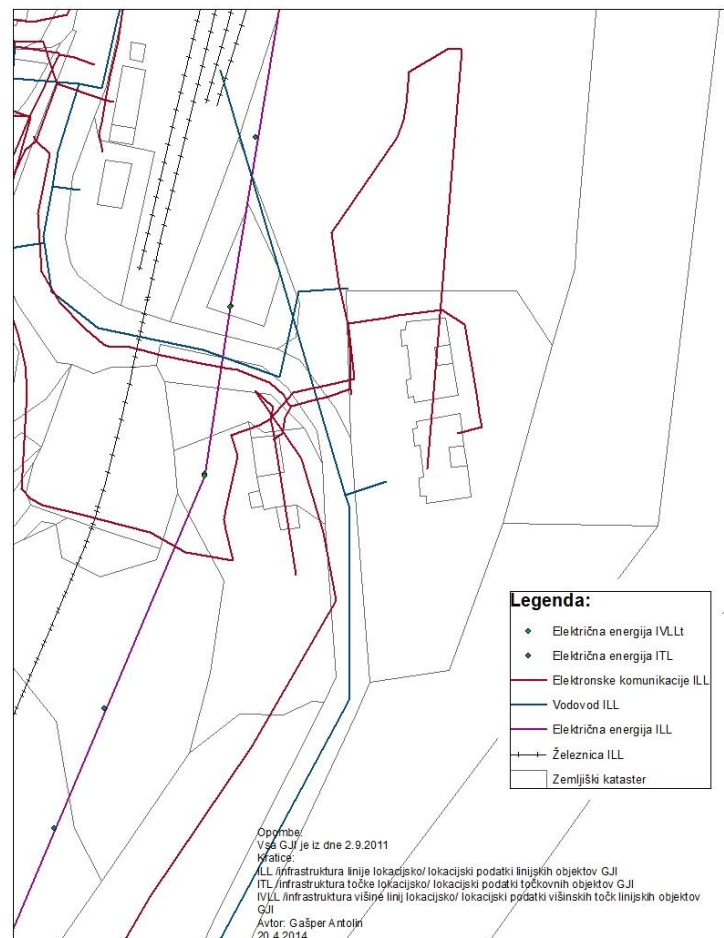 Legenda:
Električna energija IVLLt
Električna energija ITL
Elektronske komunikacije ILL
Vodovod ILL
Električna energija ILL
Železnica ILL
Zemljiški kataster
Opombe:
Vsa GJI je iz dne 2.9.2011
Kratice:
ILL /infrastruktura linije lokacijsko/ lokacijski podatki linijskih objektov GJI
ITL /infrastruktura točke lokacijsko/ lokacijski podatki točkovnih objektov GJI
IVLL /infrastruktura višine linij lokacijsko/ lokacijski podatki višinskih točk linijskih objektov
GJI
Avtor: Gašper Antolin
20.4.2014